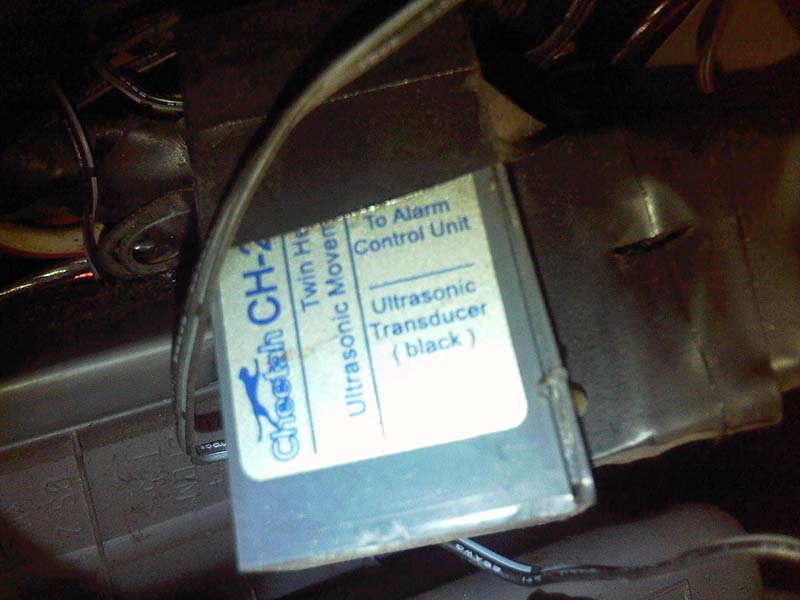 Cheetah CH-2
Twin He
Ultrasonic Movem
To Alarm
Control Unit
Ultrasonic
Transducer
( black )